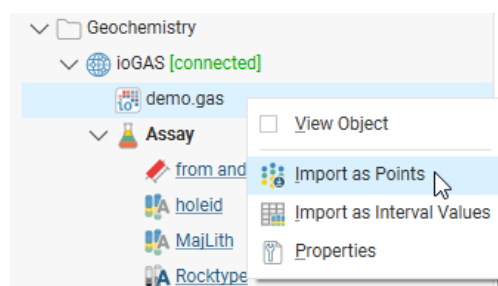 Geochemistry
ioGAS [connected]
demo.gas
View Object
Assay
from and
Import as Points
holeid
Import as Interval Values
MajLith
Properties
Rocktype